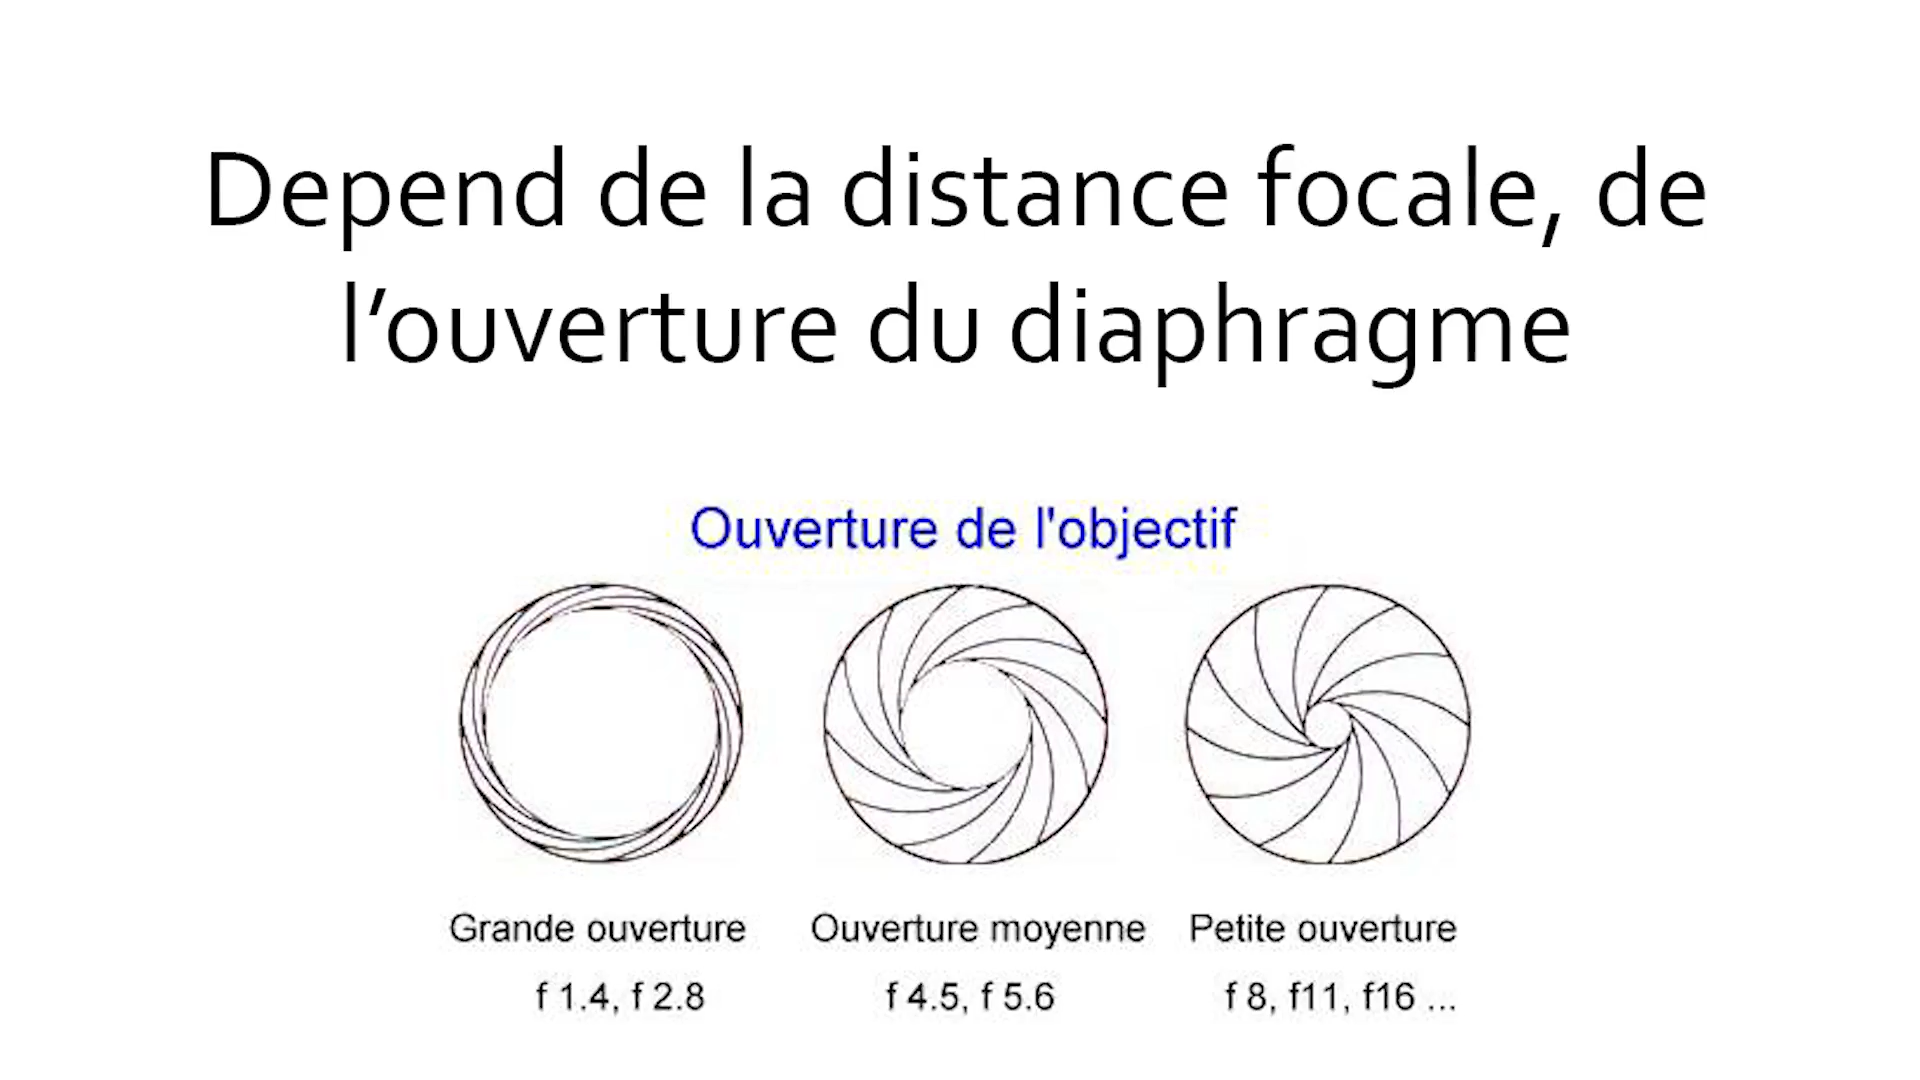 Depend de la distance focale, de
l’ouverture du diaphragme
Ouverture de l'objectif
Grande ouverture
Ouverture moyenne
Petite ouverture
f 1.4, f 2.8
f 4.5, f 5.6
f 8, f11, f16 ...